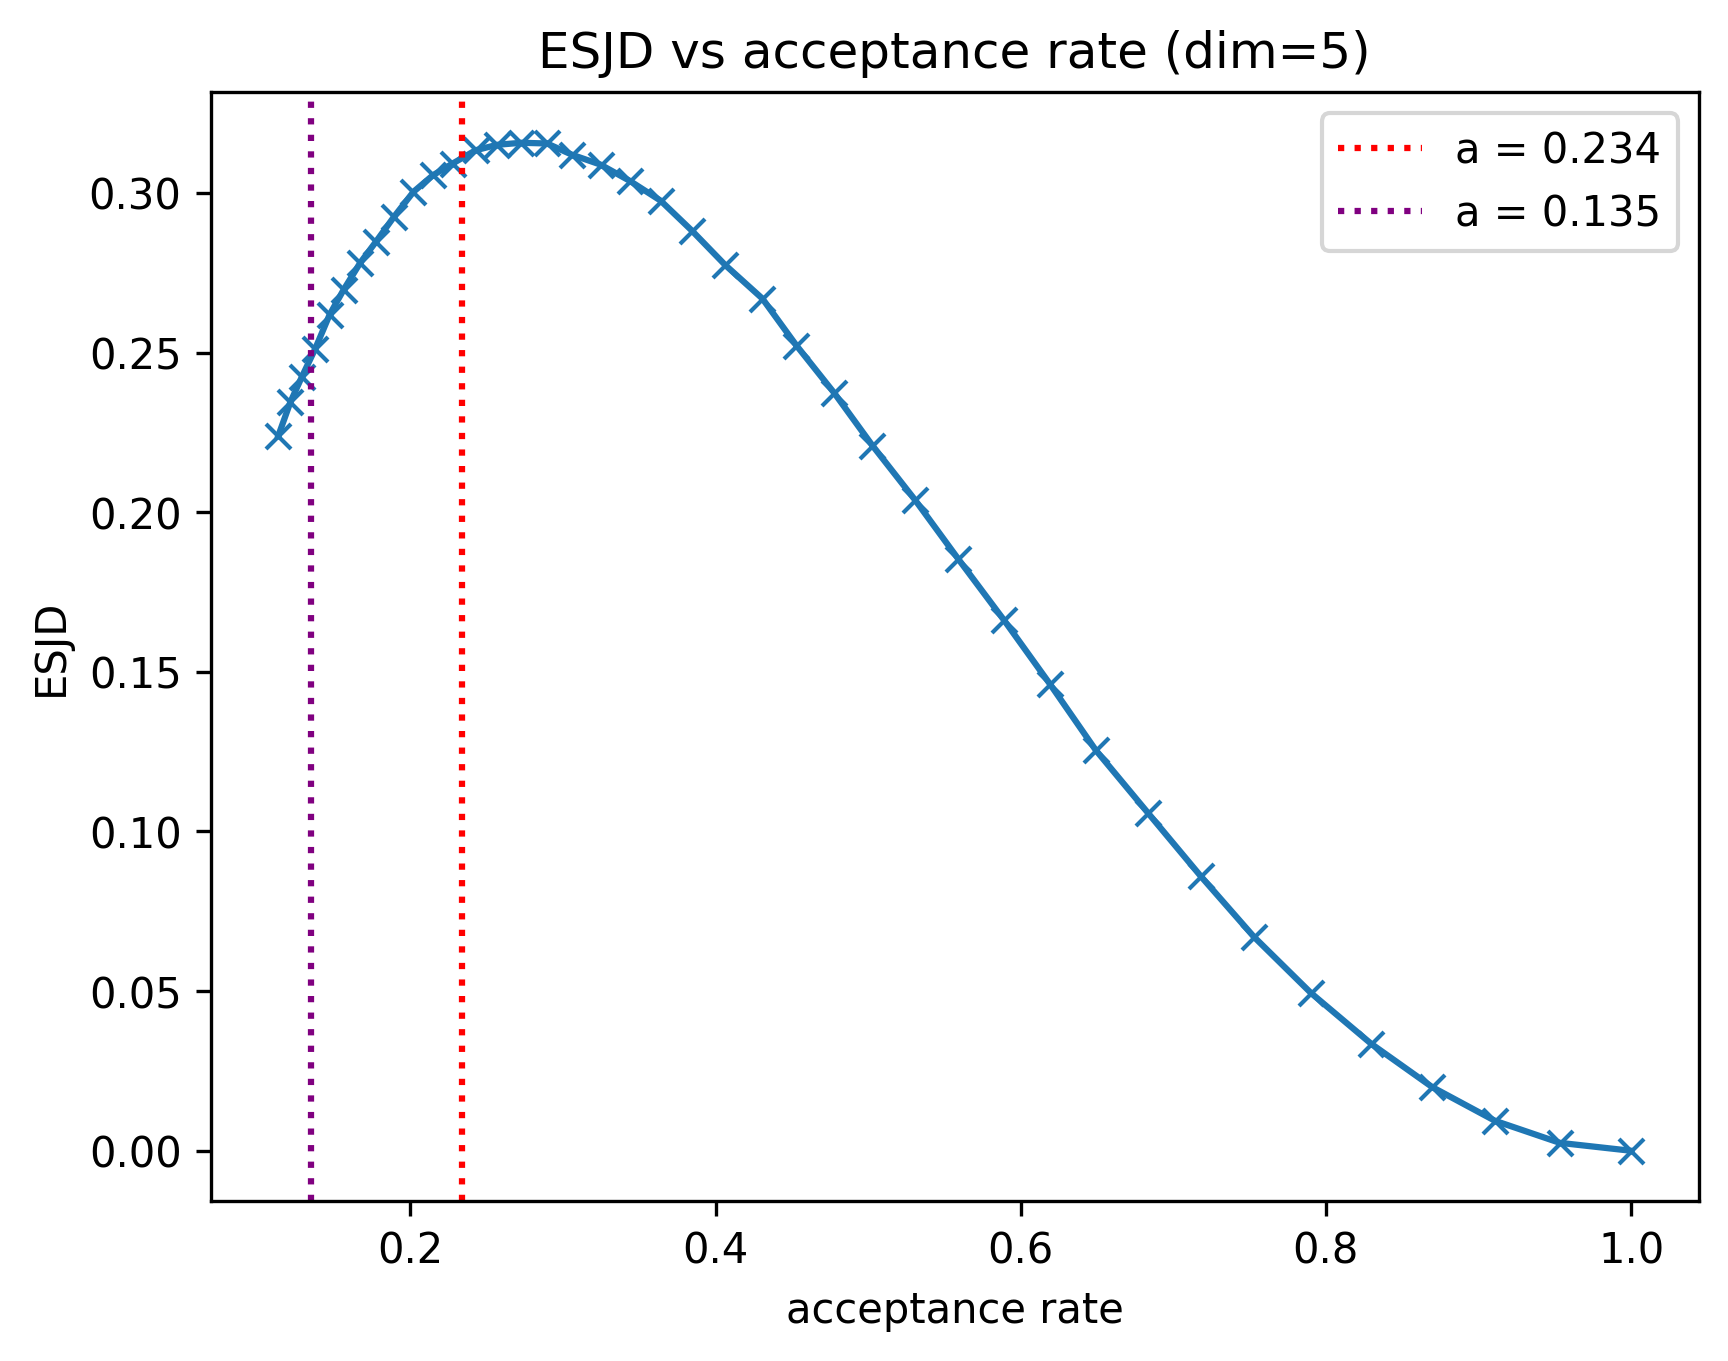 ESJD vs acceptance rate (dim=5)
a = 0.234
a = 0.135
0.30
0.25
0.20
0.15
0.10
0.05
0.00
ESJD
0.2 0.4 0.6 0.8 1.0
acceptance rate